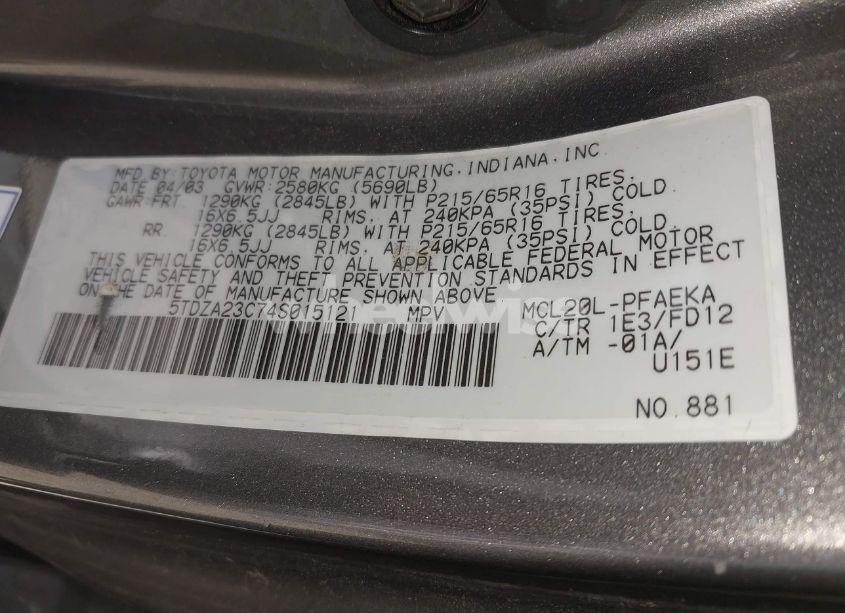 MFD.BY:TOYOTA MOTOR MANUFACTURING,INDIANA,INC.
DATE 04/03 GVWR:2580KG (5690LB)
GAWR:FRT. 1290KG (2845LB) WITH P215/65R16 TIRES,
16X6.5JJ RIMS, AT 240KPA (35PSI) COLD.
RR. 1290KG (2845LB) WITH P215/65R16 TIRES,
16X6.5JJ RIMS, AT 240KPA (35PSI) COLD.
THIS VEHICLE CONFORMS TO ALL APPLICABLE FEDERAL MOTOR
VEHICLE SAFETY AND THEFT PREVENTION STANDARDS IN EFFECT
ON THE DATE OF MANUFACTURE SHOWN ABOVE.
5TDZA23C74S015121 MPV MCL20L-PFAEKA
C/TR 1E3/FD12
A/TM -01A/
U151E
NO.881